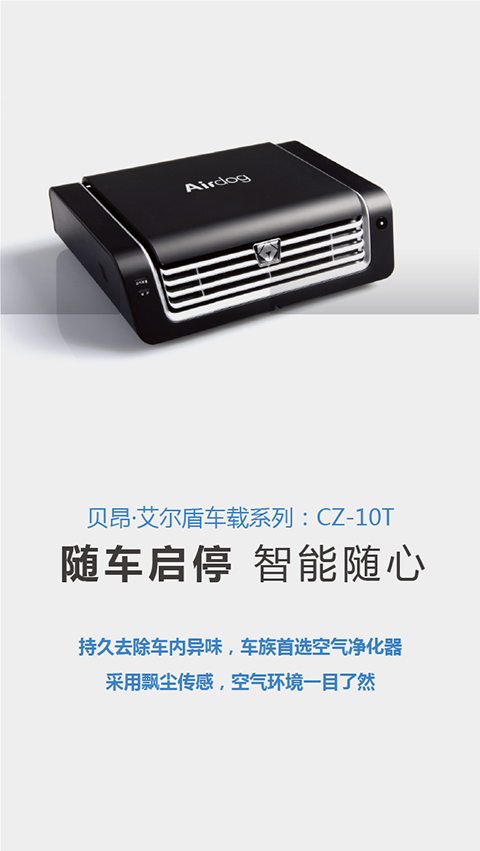 Airdog
贝昂·艾尔盾车载系列：CZ-10T
随车启停 智能随心
持久去除车内异味，车族首选空气净化器
采用飘尘传感，空气环境一目了然